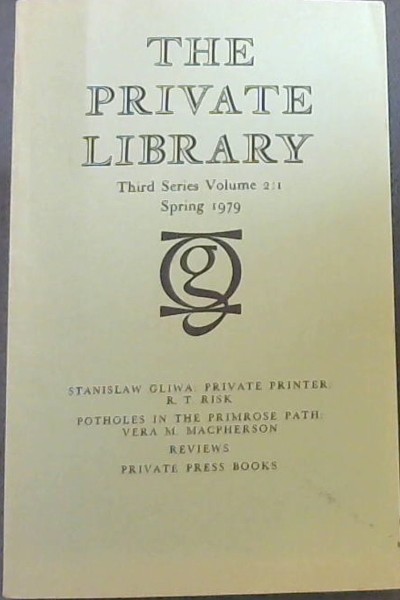 THE
PRIVATE
LIBRARY
Third Series Volume 2:1
Spring 1979
g
STANISLAW GLIWA: PRIVATE PRINTER:
R. T. RISK
POTHOLES IN THE PRIMROSE PATH:
VERA M. MACPHERSON
REVIEWS
PRIVATE PRESS BOOKS